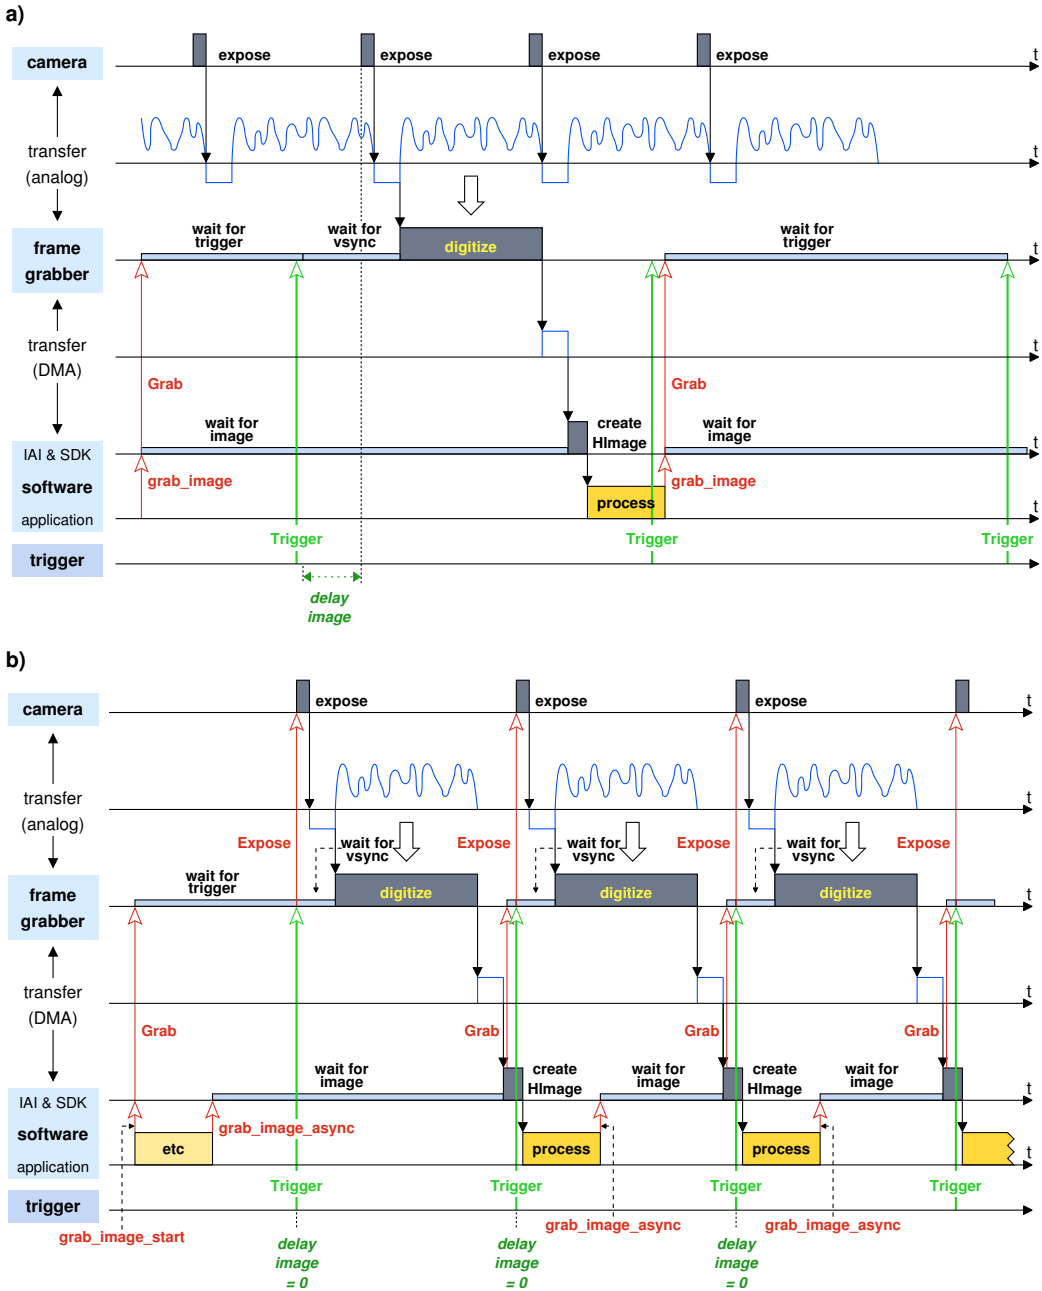 a)
expose
expose
expose
expose
t
camera
transfer
(analog)
t
wait for
trigger
wait for
vsync
wait for
trigger
frame
grabber
digitize
t
transfer
(DMA)
t
Grab
Grab
wait for
image
create
HImage
wait for
image
IAI & SDK
t
software
grab_image
grab_image
process
application
t
Trigger
Trigger
Trigger
trigger
t
delay
image
b)
expose
expose
expose
t
camera
transfer
(analog)
t
Expose
Expose
Expose
Expose
wait for
vsync
wait for
vsync
wait for
vsync
wait for
trigger
frame
grabber
digitize
digitize
digitize
t
transfer
(DMA)
t
Grab
Grab
Grab
Grab
wait for
image
create
HImage
wait for
image
create
HImage
wait for
image
IAI & SDK
t
software
grab_image_async
etc
process
process
application
t
Trigger
Trigger
Trigger
Trigger
trigger
t
grab_image_start
grab_image_async
grab_image_async
delay
image
= 0
delay
image
= 0
delay
image
= 0